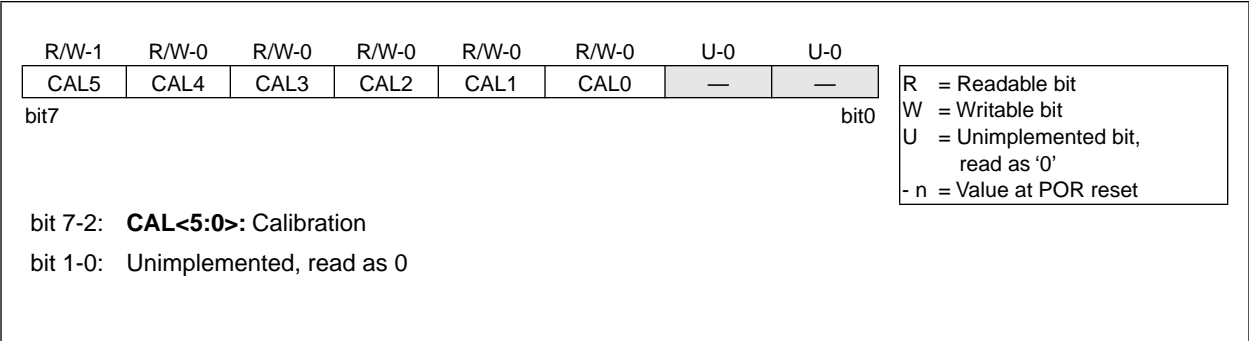 R/W-1 R/W-0 R/W-0 R/W-0 R/W-0 R/W-0 U-0 U-0
CAL5 CAL4 CAL3 CAL2 CAL1 CAL0 — —
bit7 bit0
R = Readable bit
W = Writable bit
U = Unimplemented bit,
read as ‘0’
- n = Value at POR reset
bit 7-2: CAL<5:0>: Calibration
bit 1-0: Unimplemented, read as 0